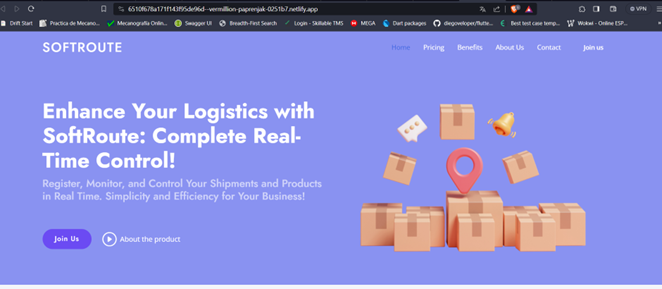 6510f678a171f143f95de96d--vermillion-paprenjak-0251b7.netlify.app
VPN
Drift Start
Practica de Mecano...
Mecanografía Online...
Swagger UI
Breadth-First Search
Login - Skillable TMS
MEGA
Dart packages
diegoveloper/flutte...
Best test case temp...
Wokwi - Online ESP...
SOFTROUTE
Home
Pricing
Benefits
About Us
Contact
Join us
Enhance Your Logistics with
SoftRoute: Complete Real-
Time Control!
Register, Monitor, and Control Your Shipments and Products
in Real Time. Simplicity and Efficiency for Your Business!
Join Us
About the product